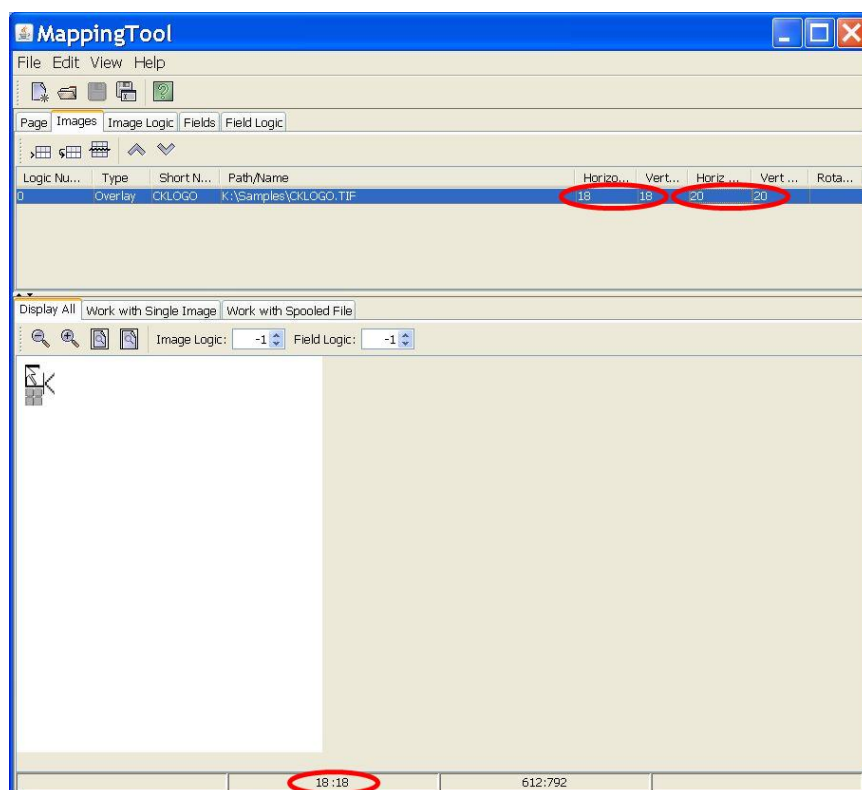 MappingTool
File Edit View Help
Page Images Image Logic Fields Field Logic
Logic Nu... Type Short N... Path/Name Horizo... Vert... Horiz ... Vert ... Rota...
0 Overlay CKLOGO K:\Samples\CKLOGO.TIF 18 18 20 20
Display All Work with Single Image Work with Spooled File
Image Logic: -1 Field Logic: -1
K
18:18 612:792